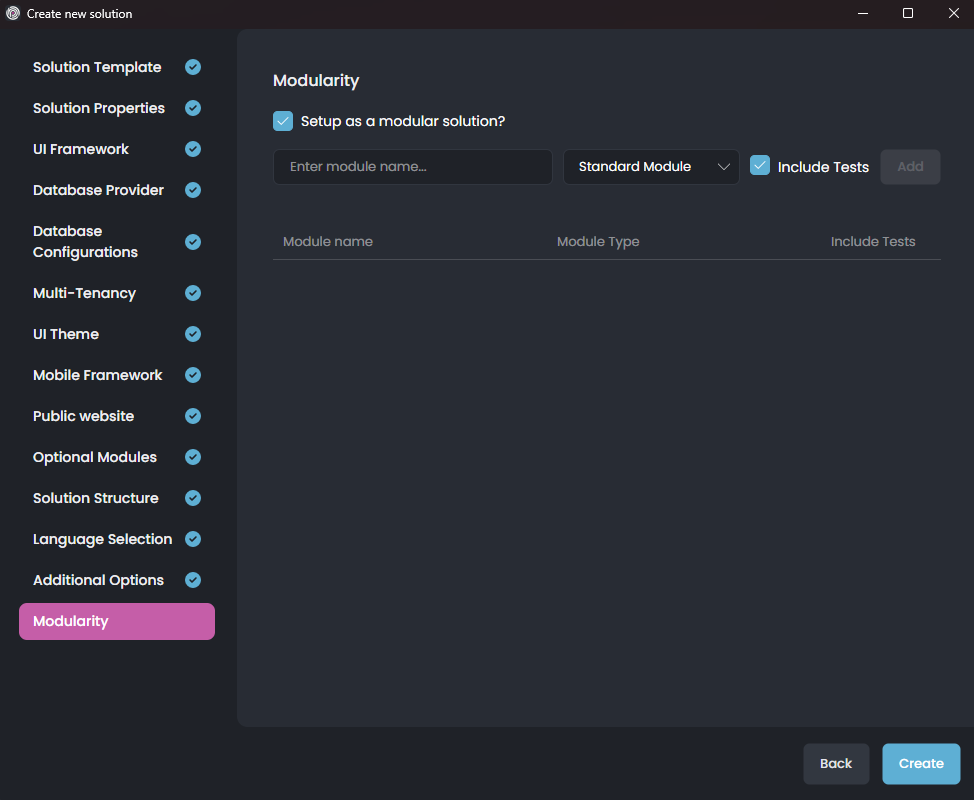 Create new solution
Solution Template
Solution Properties
UI Framework
Database Provider
Database
Configurations
Multi-Tenancy
UI Theme
Mobile Framework
Public website
Optional Modules
Solution Structure
Language Selection
Additional Options
Modularity
Modularity
Setup as a modular solution?
Enter module name... Standard Module Include Tests Add
Module name Module Type Include Tests
Back Create